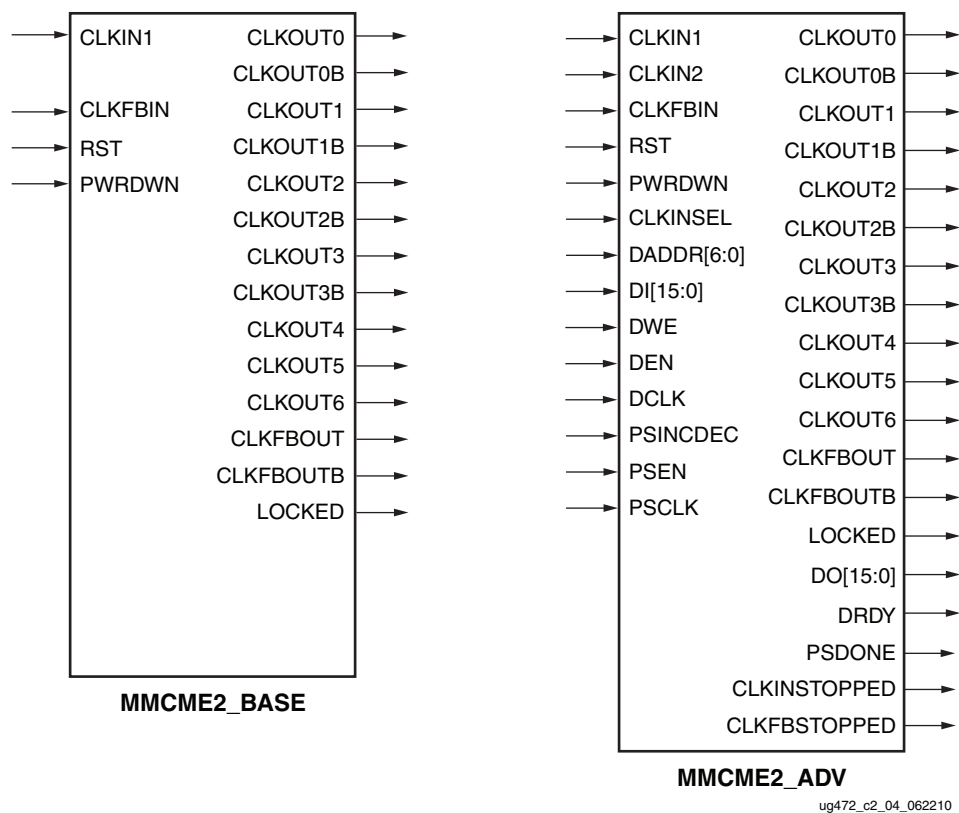 CLKIN1
CLKFBIN
RST
PWRDWN
CLKOUT0
CLKOUT0B
CLKOUT1
CLKOUT1B
CLKOUT2
CLKOUT2B
CLKOUT3
CLKOUT3B
CLKOUT4
CLKOUT5
CLKOUT6
CLKFBOUT
CLKFBOUTB
LOCKED
MMCME2_BASE
CLKIN1
CLKIN2
CLKFBIN
RST
PWRDWN
CLKINSEL
DADDR[6:0]
DI[15:0]
DWE
DEN
DCLK
PSINCDEC
PSEN
PSCLK
CLKOUT0
CLKOUT0B
CLKOUT1
CLKOUT1B
CLKOUT2
CLKOUT2B
CLKOUT3
CLKOUT3B
CLKOUT4
CLKOUT5
CLKOUT6
CLKFBOUT
CLKFBOUTB
LOCKED
DO[15:0]
DRDY
PSDONE
CLKINSTOPPED
CLKFBSTOPPED
MMCME2_ADV
ug472_c2_04_062210